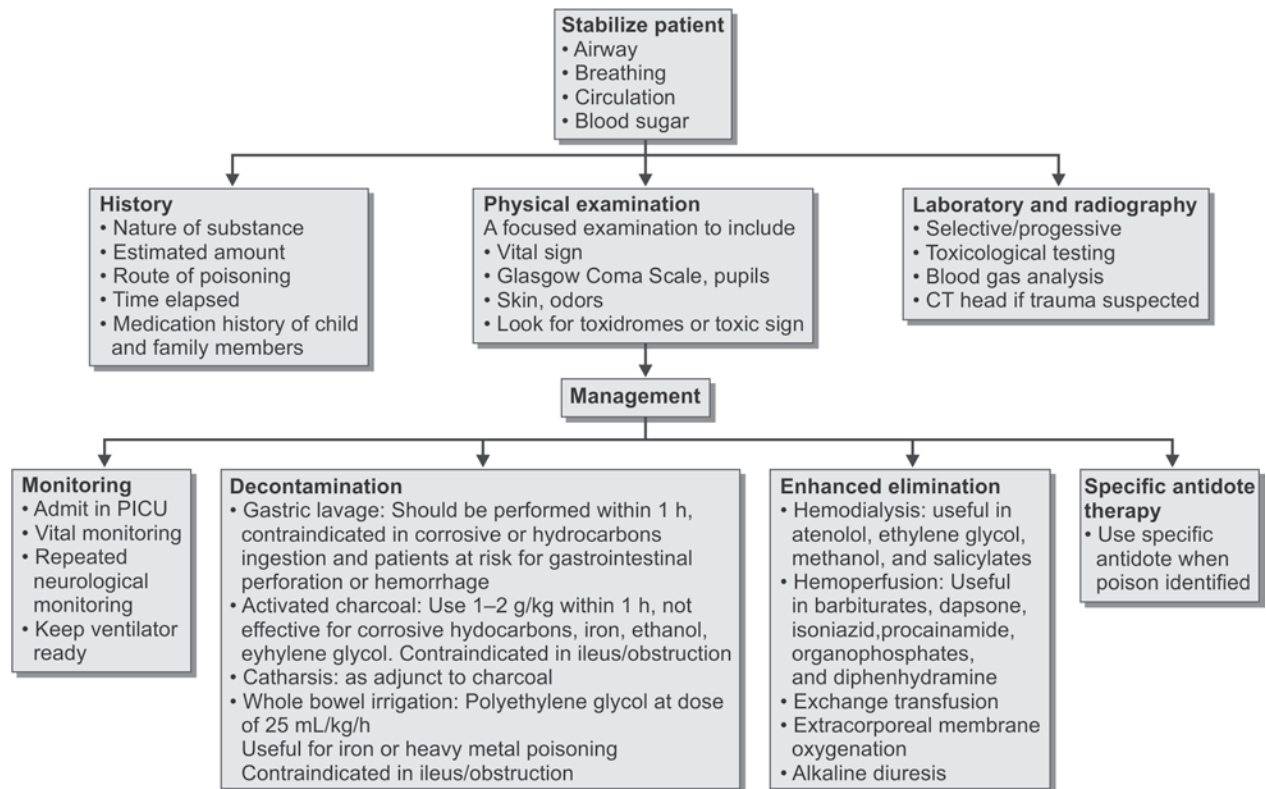 Stabilize patient
• Airway
• Breathing
• Circulation
• Blood sugar
History
• Nature of substance
• Estimated amount
• Route of poisoning
• Time elapsed
• Medication history of child
and family members
Physical examination
A focused examination to include
• Vital sign
• Glasgow Coma Scale, pupils
• Skin, odors
• Look for toxidromes or toxic sign
Laboratory and radiography
• Selective/progessive
• Toxicological testing
• Blood gas analysis
• CT head if trauma suspected
Management
Monitoring
• Admit in PICU
• Vital monitoring
• Repeated
neurological
monitoring
• Keep ventilator
ready
Decontamination
• Gastric lavage: Should be performed within 1 h,
contraindicated in corrosive or hydrocarbons
ingestion and patients at risk for gastrointestinal
perforation or hemorrhage
• Activated charcoal: Use 1–2 g/kg within 1 h, not
effective for corrosive hydocarbons, iron, ethanol,
eyhylene glycol. Contraindicated in ileus/obstruction
• Catharsis: as adjunct to charcoal
• Whole bowel irrigation: Polyethylene glycol at dose
of 25 mL/kg/h
Useful for iron or heavy metal poisoning
Contraindicated in ileus/obstruction
Enhanced elimination
• Hemodialysis: useful in
atenolol, ethylene glycol,
methanol, and salicylates
• Hemoperfusion: Useful
in barbiturates, dapsone,
isoniazid,procainamide,
organophosphates,
and diphenhydramine
• Exchange transfusion
• Extracorporeal membrane
oxygenation
• Alkaline diuresis
Specific antidote
therapy
• Use specific
antidote when
poison identified